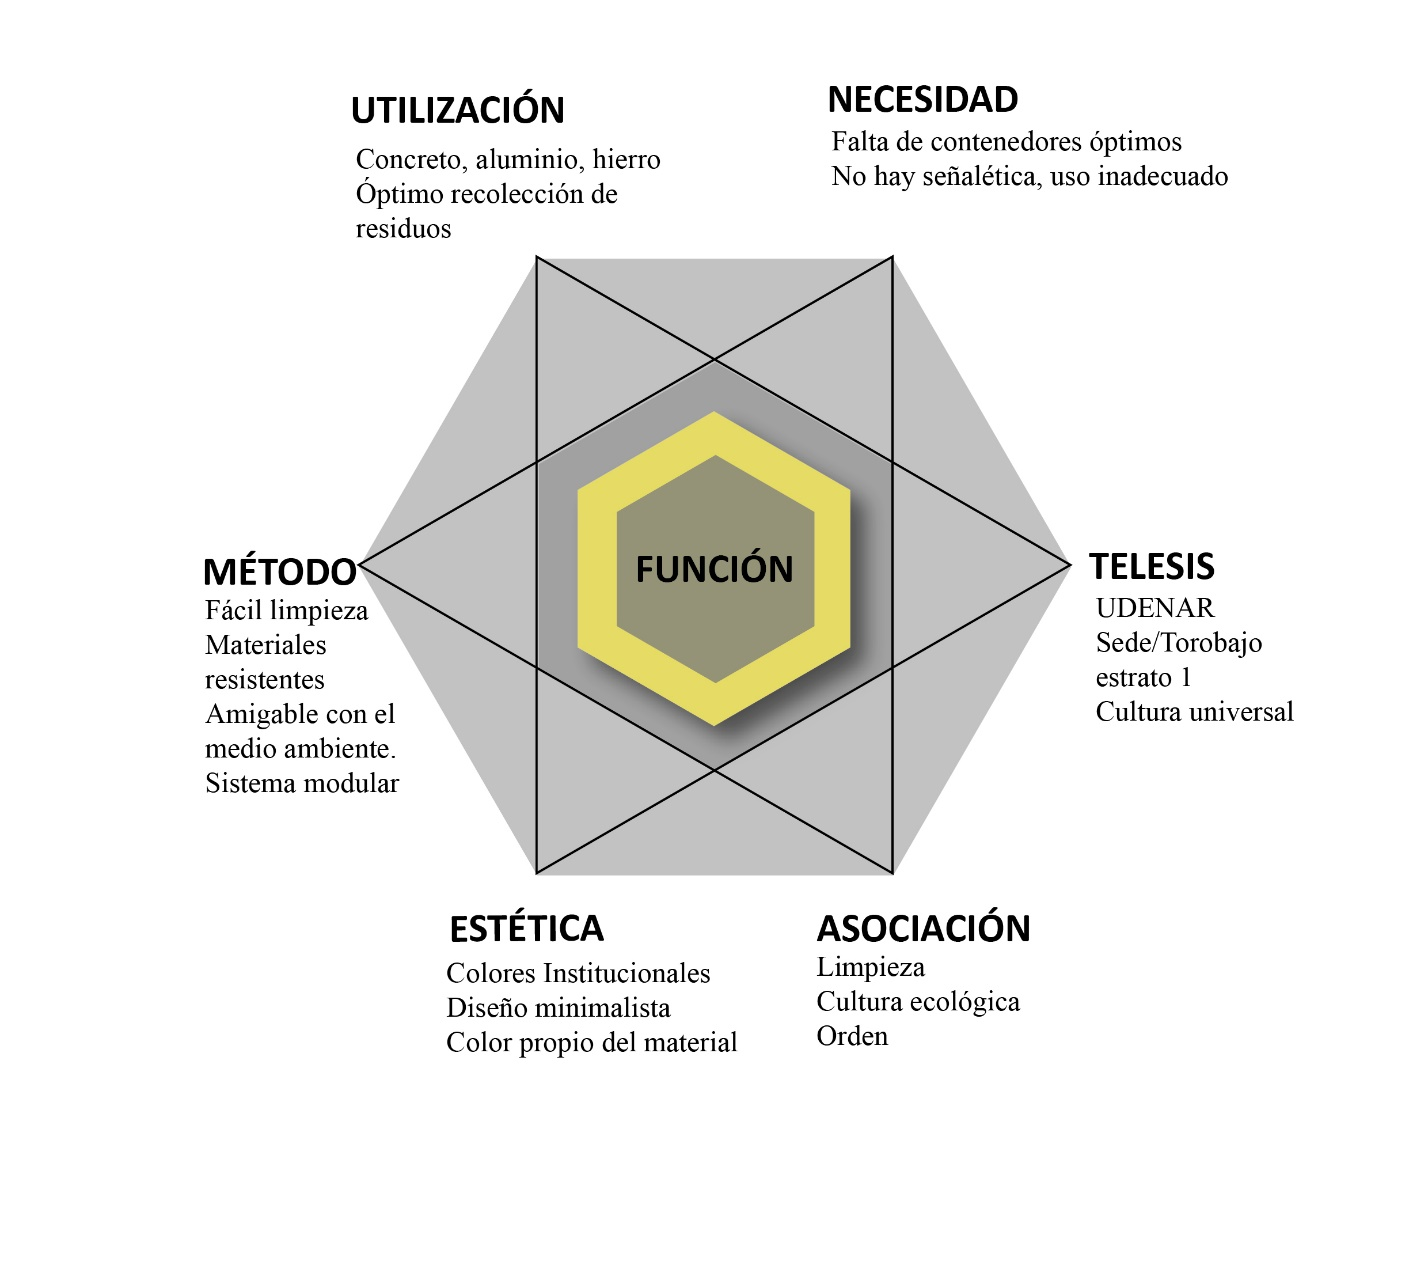 UTILIZACIÓN
Concreto, aluminio, hierro
Óptimo recolección de
residuos
NECESIDAD
Falta de contenedores óptimos
No hay señalética, uso inadecuado
MÉTODO
Fácil limpieza
Materiales
resistentes
Amigable con el
medio ambiente.
Sistema modular
FUNCIÓN
TELESIS
UDENAR
Sede/Torobajo
estrato 1
Cultura universal
ESTÉTICA
Colores Institucionales
Diseño minimalista
Color propio del material
ASOCIACIÓN
Limpieza
Cultura ecológica
Orden